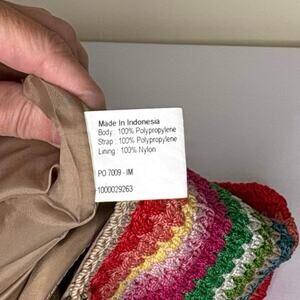 Made In Indonesia
Body : 100% Polypropylene
Strap : 100% Polypropylene
Lining : 100% Nylon
PO 7009 - IM
1000029263